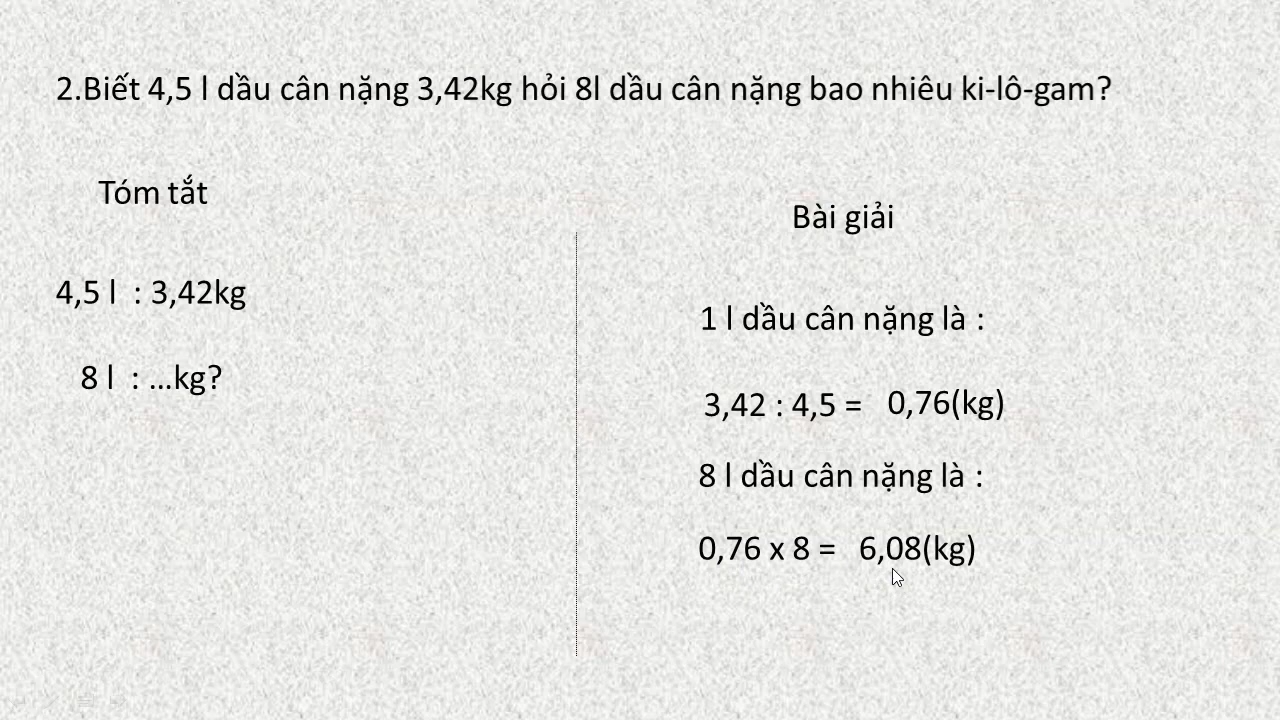 2.Biết 4,5 l dầu cân nặng 3,42kg hỏi 8l dầu cân nặng bao nhiêu ki-lô-gam?
Tóm tắt
4,5 l : 3,42kg
8 l : ...kg?
Bài giải
1 l dầu cân nặng là :
3,42 : 4,5 = 0,76(kg)
8 l dầu cân nặng là :
0,76 x 8 = 6,08(kg)